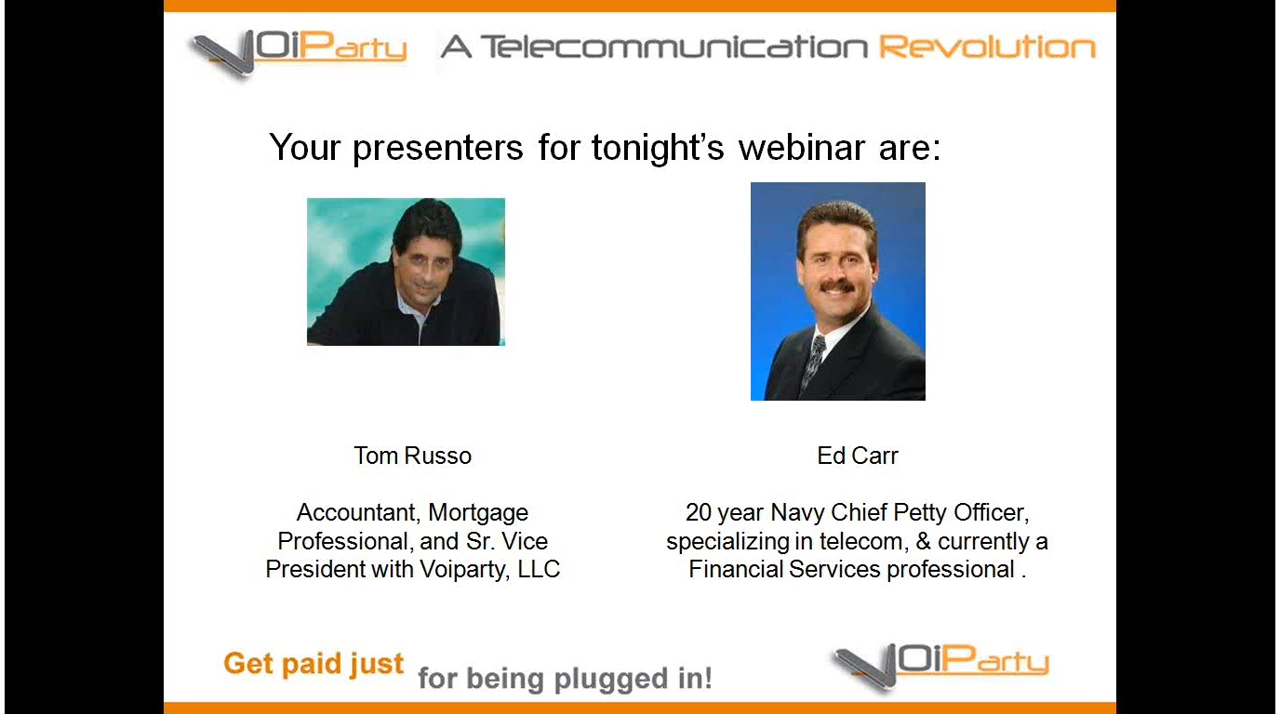 VOiParty A Telecommunication Revolution
Your presenters for tonight's webinar are:
Tom Russo
Accountant, Mortgage
Professional, and Sr. Vice
President with Voiparty, LLC
Ed Carr
20 year Navy Chief Petty Officer,
specializing in telecom, & currently a
Financial Services professional .
Get paid just for being plugged in!
VOiParty